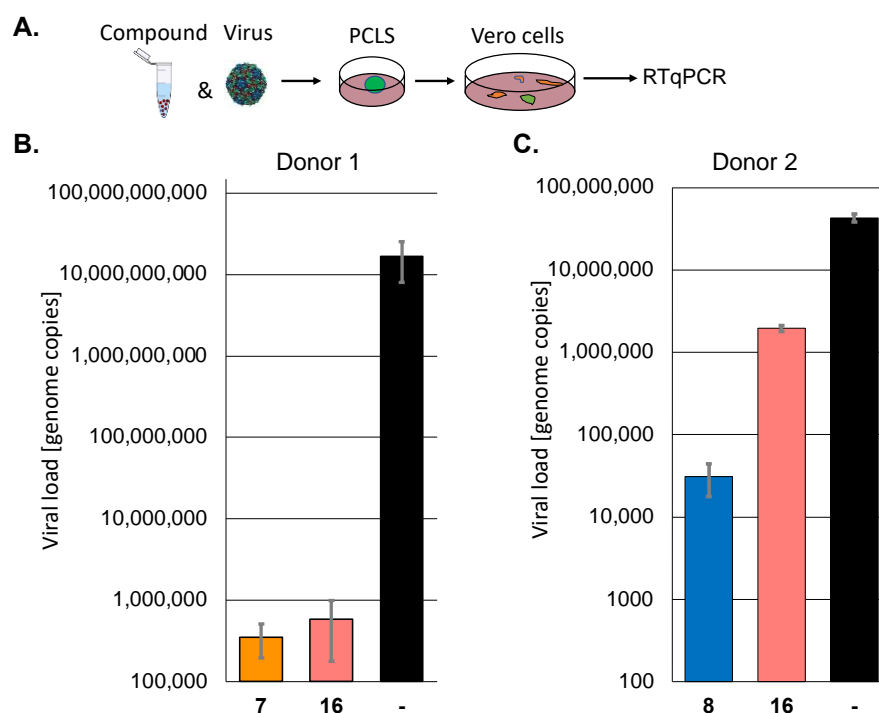 A.
Compound
&
Virus
PCLS
Vero cells
RTqPCR
B.
Donor 1
Viral load [genome copies]
100,000,000,000
10,000,000,000
1,000,000,000
100,000,000
10,000,000
1,000,000
100,000
7 16 -
C.
Donor 2
Viral load [genome copies]
100,000,000
10,000,000
1,000,000
100,000
10,000
1000
100
8 16 -